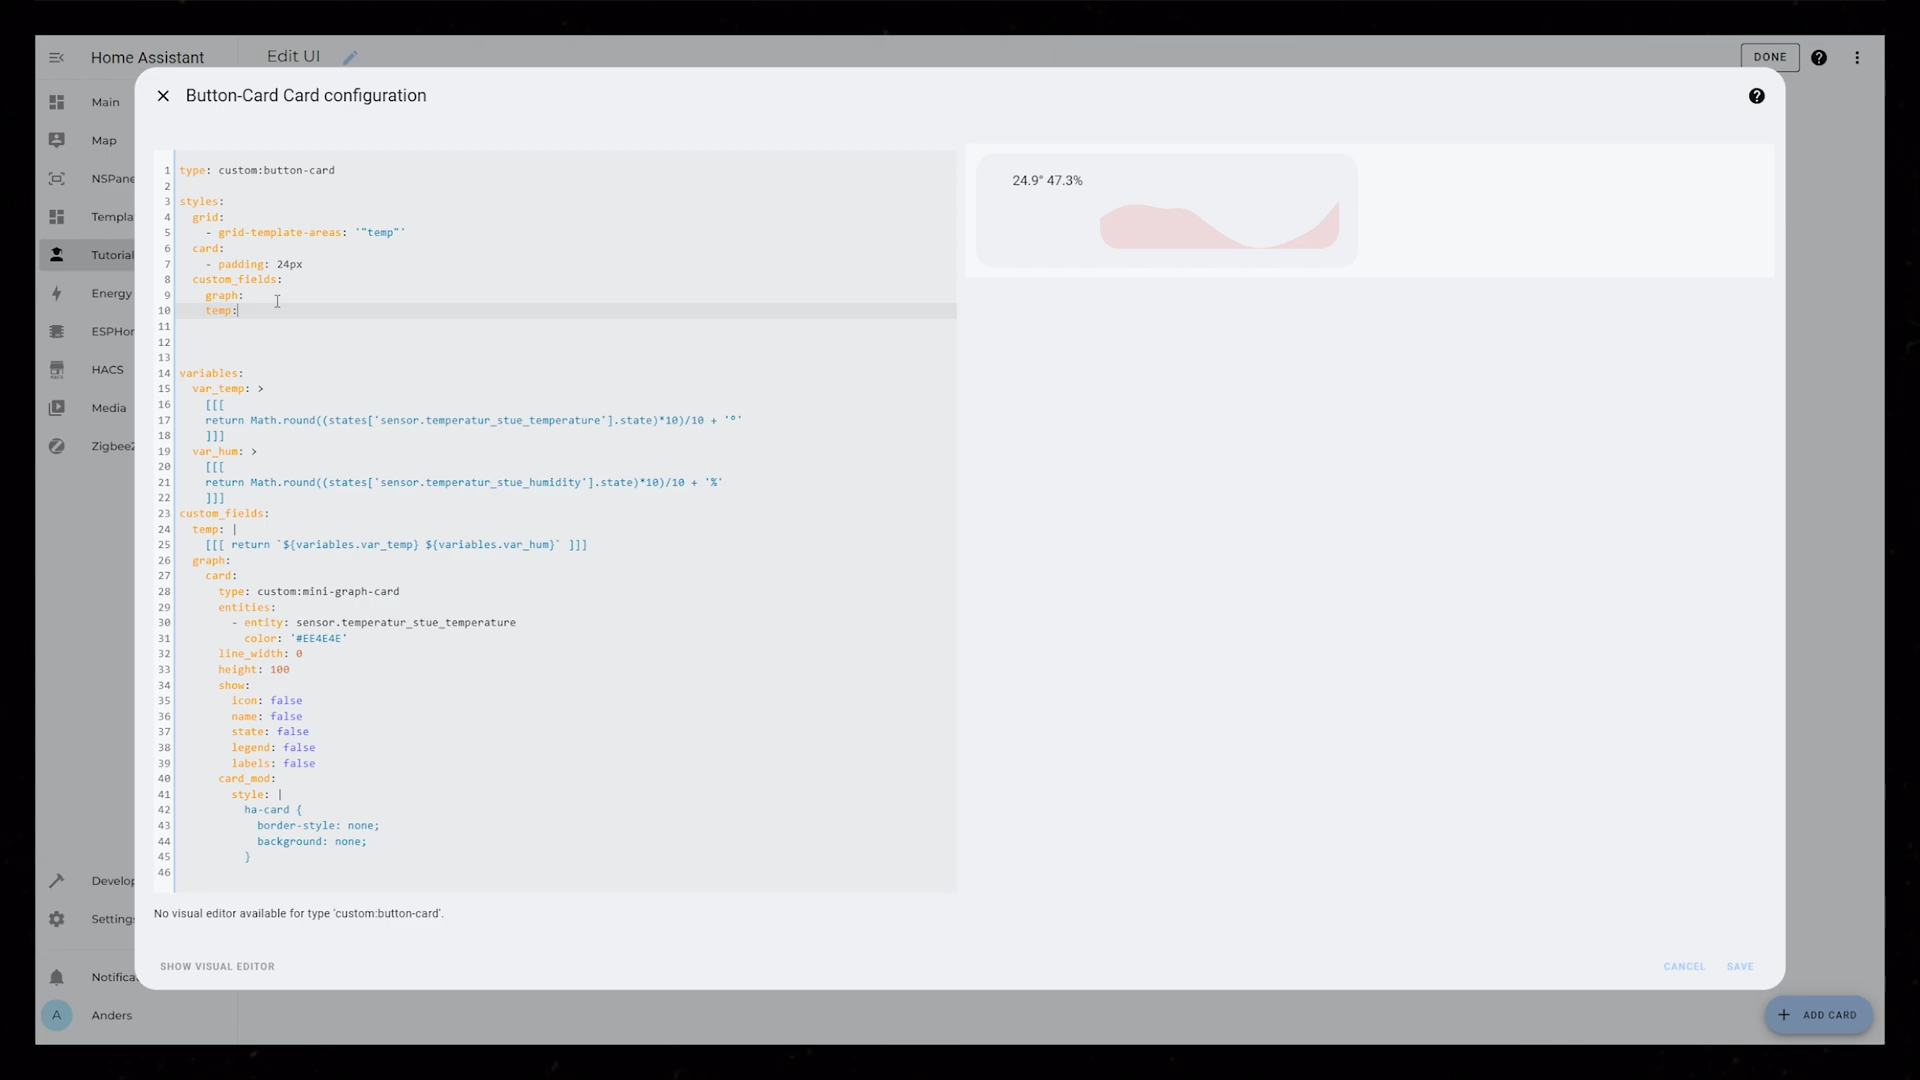 Home Assistant
Edit UI
DONE
Button-Card Card configuration
Main
Map
NSPane
Templa
Tutorial
Energy
ESPHor
HACS
Media
Zigbee2
Develop
Settings
Notifica
A
Anders
1 type: custom:button-card
2
3 styles:
4 grid:
5 - grid-template-areas: '"temp"'
6 card:
7 - padding: 24px
8 custom_fields:
9 graph:
10 temp:
11
12
13
14 variables:
15 var_temp: >
16 [[[
17 return Math.round((states['sensor.temperatur_stue_temperature'].state)*10)/10 + '°'
18 ]]]
19 var_hum: >
20 [[[
21 return Math.round((states['sensor.temperatur_stue_humidity'].state)*10)/10 + '%'
22 ]]]
23 custom_fields:
24 temp: |
25 [[[ return `${variables.var_temp} ${variables.var_hum}` ]]]
26 graph:
27 card:
28 type: custom:mini-graph-card
29 entities:
30 - entity: sensor.temperatur_stue_temperature
31 color: '#EE4E4E'
32 line_width: 0
33 height: 100
34 show:
35 icon: false
36 name: false
37 state: false
38 legend: false
39 labels: false
40 card_mod:
41 style: |
42 ha-card {
43 border-style: none;
44 background: none;
45 }
46
24.9° 47.3%
No visual editor available for type 'custom:button-card'.
SHOW VISUAL EDITOR
CANCEL
SAVE
ADD CARD